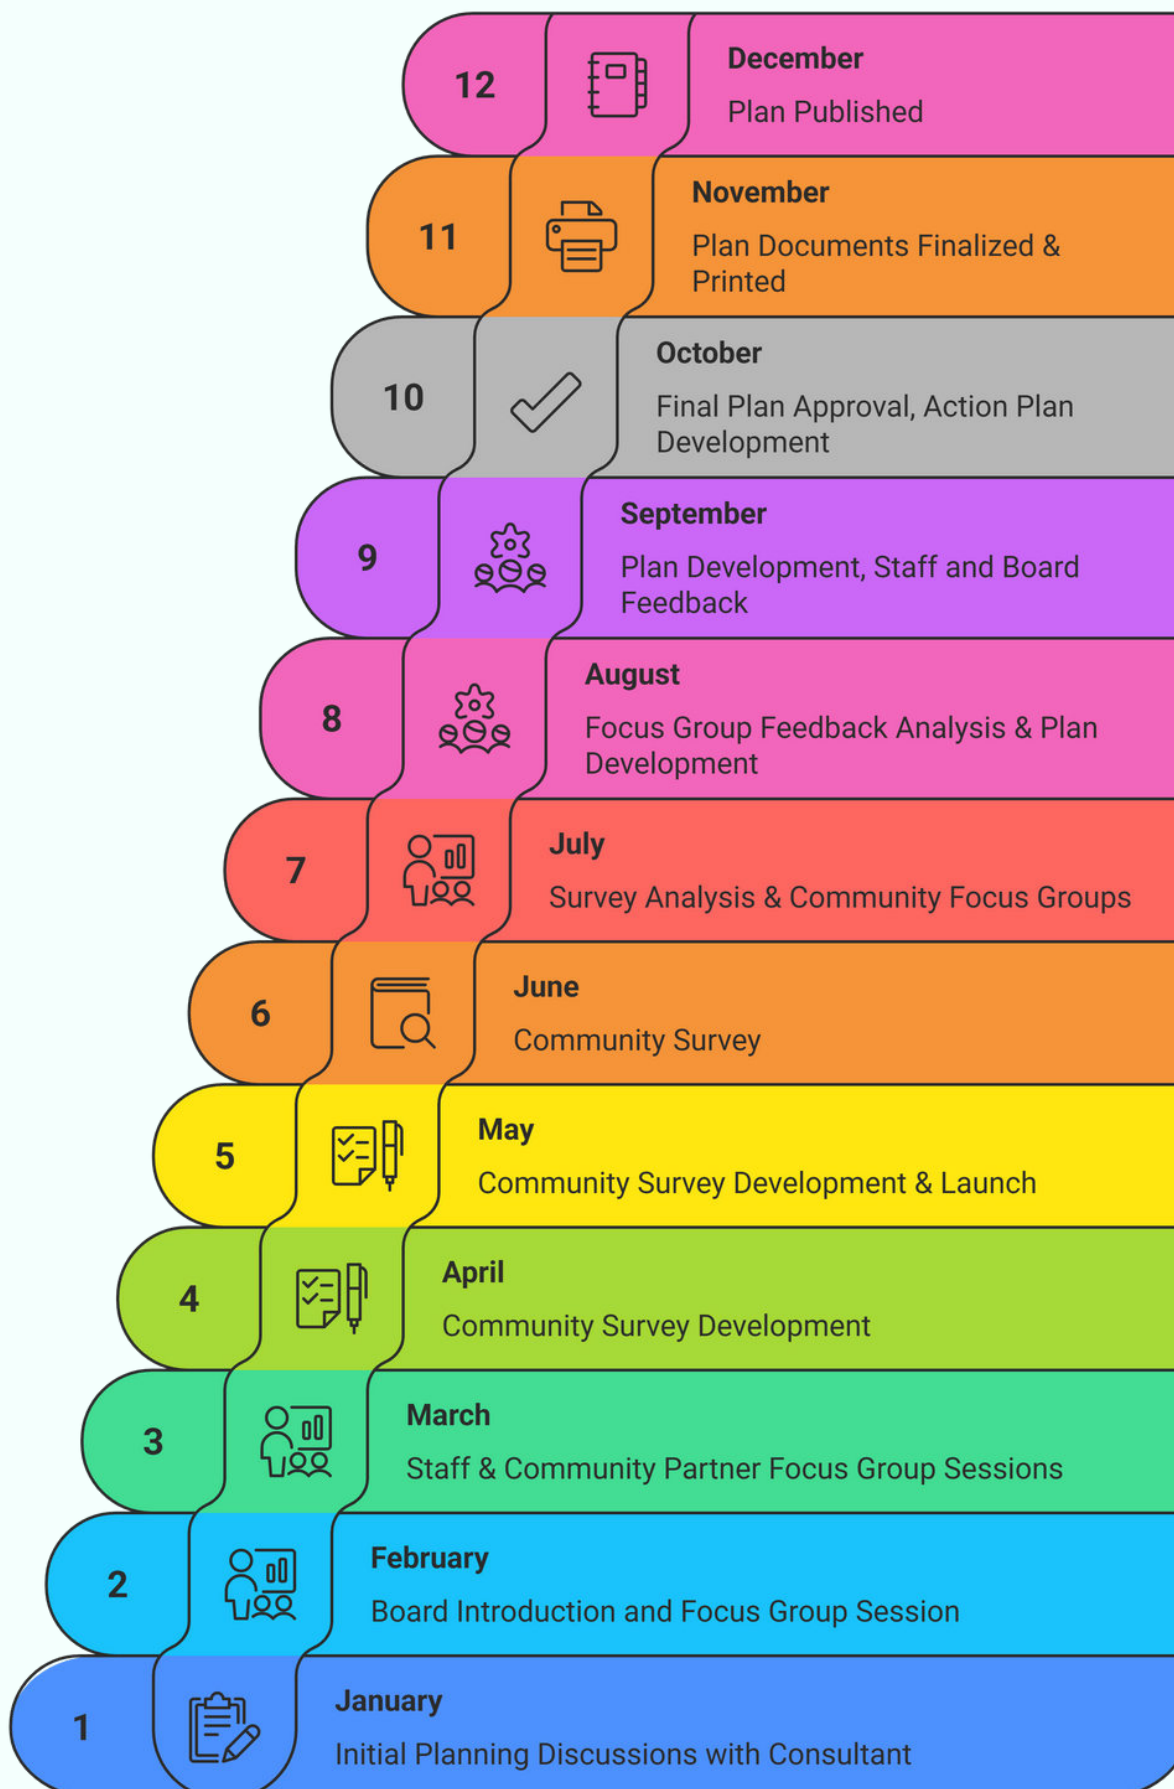 12
December
Plan Published
11
November
Plan Documents Finalized &
Printed
10
October
Final Plan Approval, Action Plan
Development
9
September
Plan Development, Staff and Board
Feedback
8
August
Focus Group Feedback Analysis & Plan
Development
7
July
Survey Analysis & Community Focus Groups
6
June
Community Survey
5
May
Community Survey Development & Launch
4
April
Community Survey Development
3
March
Staff & Community Partner Focus Group Sessions
2
February
Board Introduction and Focus Group Session
1
January
Initial Planning Discussions with Consultant